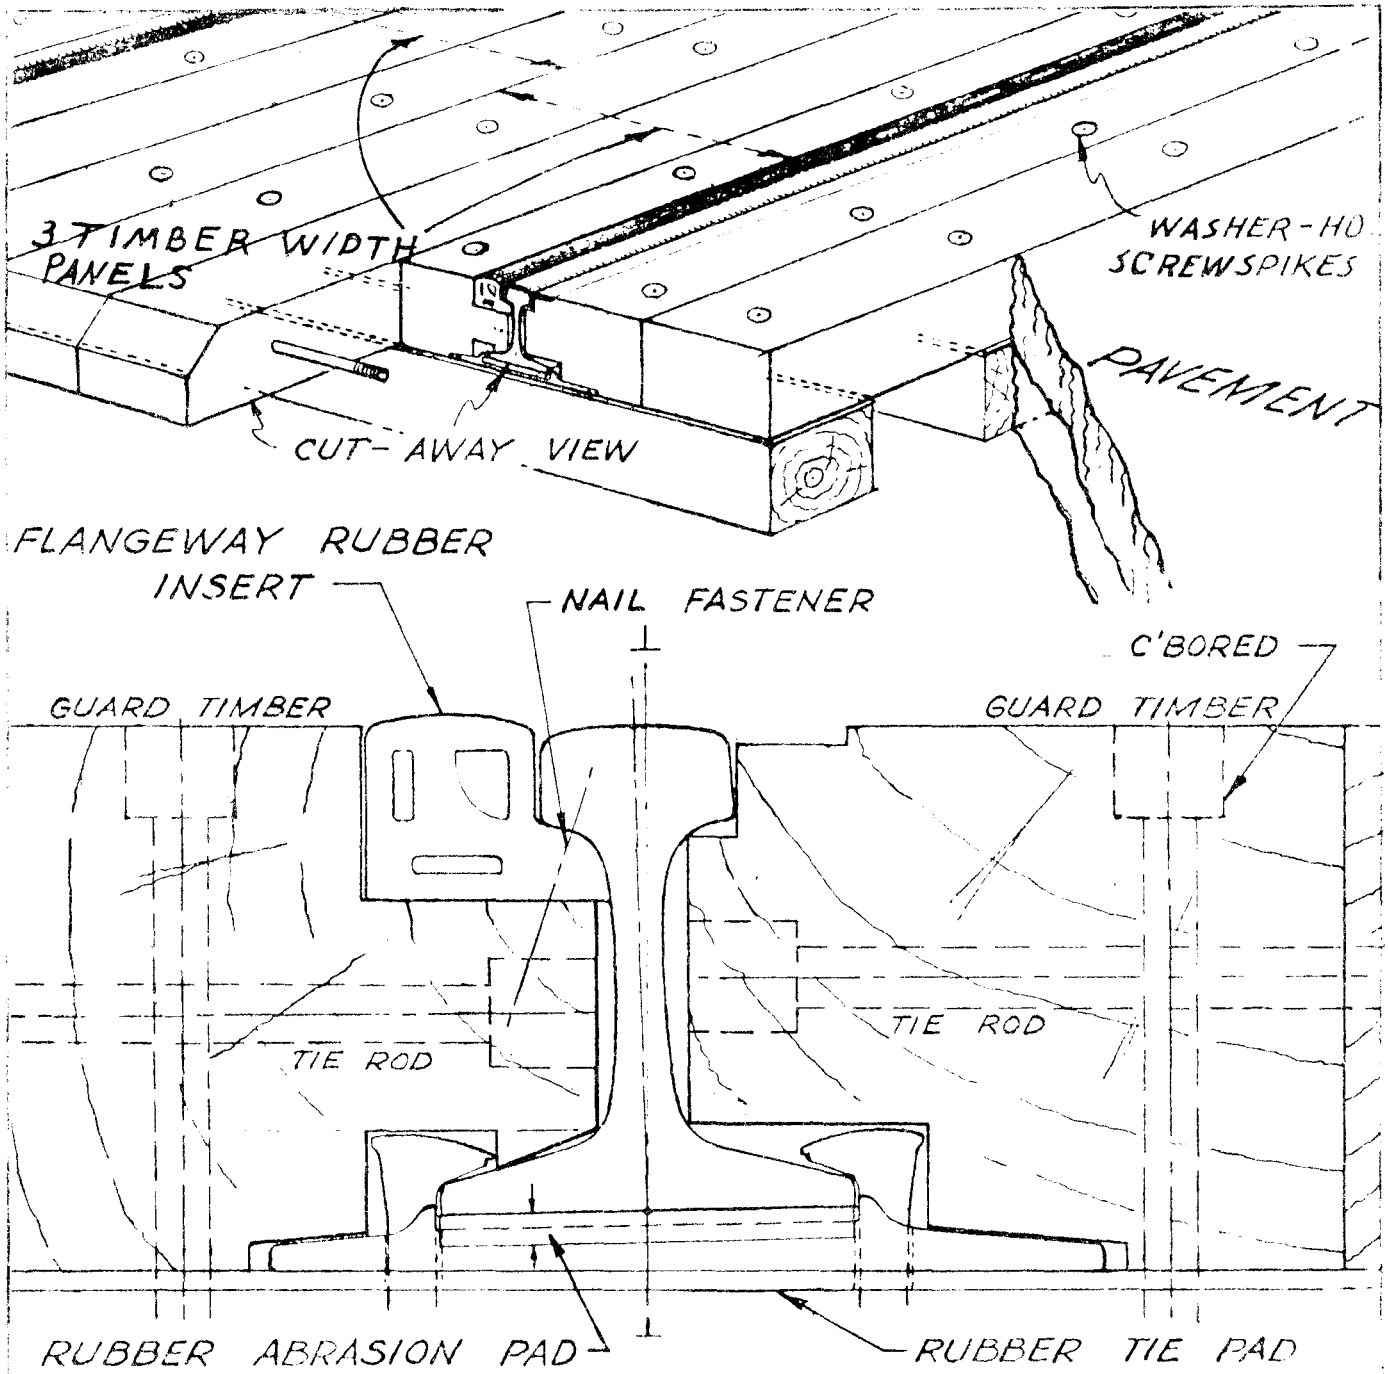 3 TIMBER WIDTH
PANELS
WASHER-HD
SCREWSPIKES
PAVEMENT
CUT-AWAY VIEW
FLANGEWAY RUBBER
INSERT
NAIL FASTENER
C'BORED
GUARD TIMBER
GUARD TIMBER
TIE ROD
TIE ROD
RUBBER ABRASION PAD
RUBBER TIE PAD